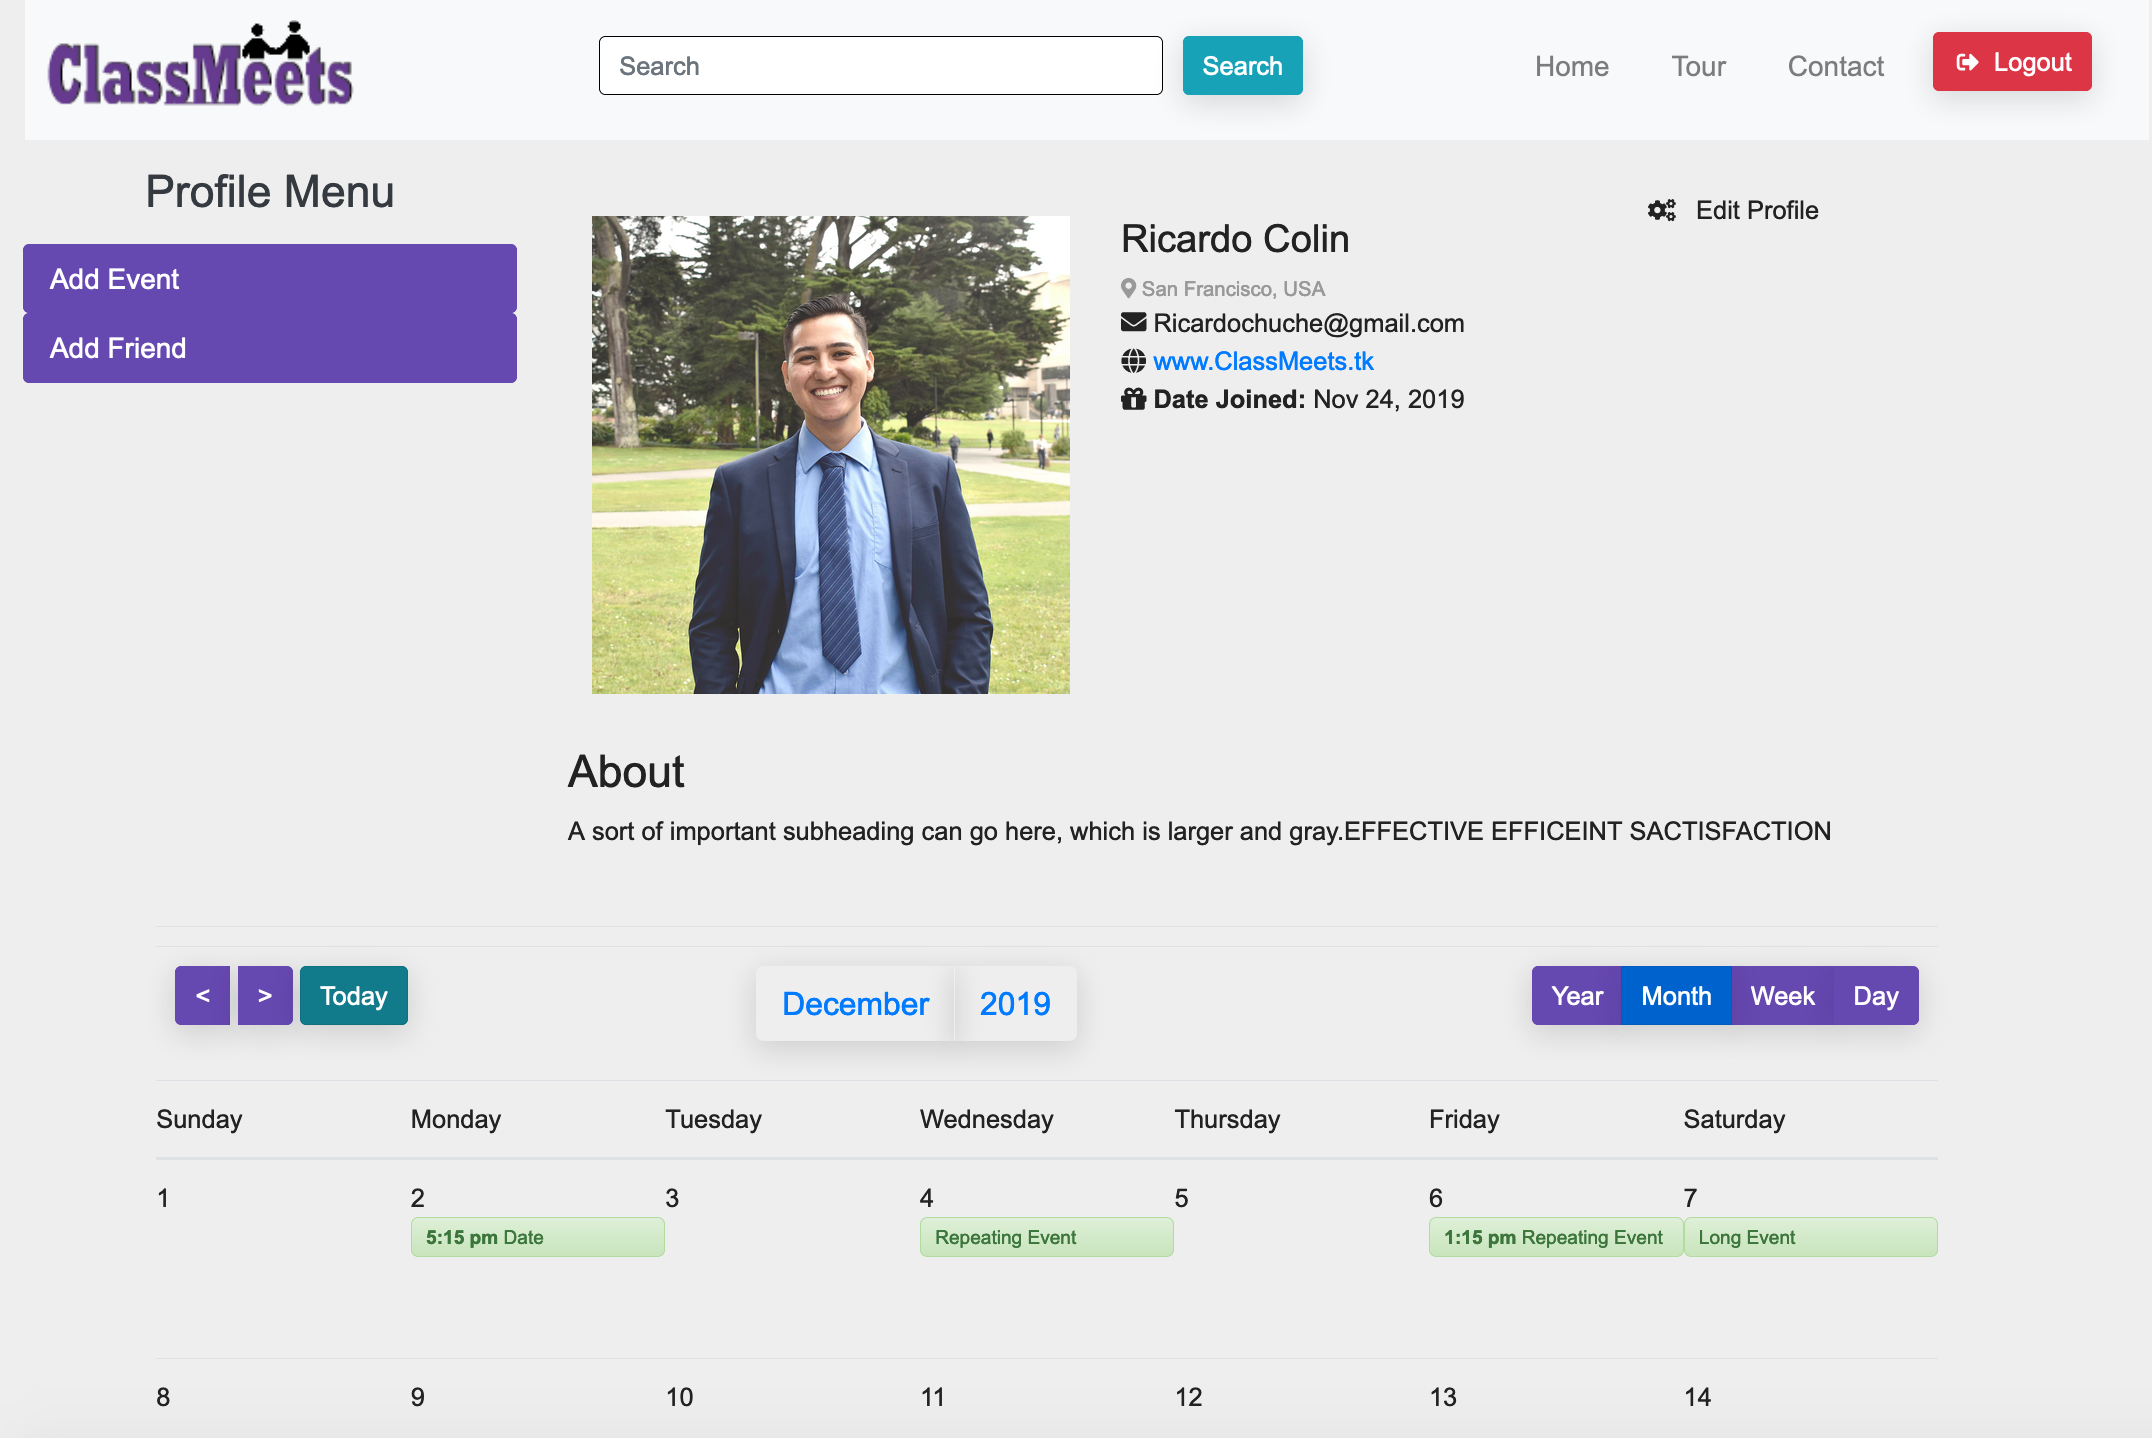 ClassMeets
Search
Search
Home
Tour
Contact
Logout
Profile Menu
Add Event
Add Friend
Edit Profile
Ricardo Colin
San Francisco, USA
Ricardochuche@gmail.com
www.ClassMeets.tk
Date Joined: Nov 24, 2019
About
A sort of important subheading can go here, which is larger and gray.EFFECTIVE EFFICEINT SACTISFACTION
< > Today
December 2019
Year Month Week Day
Sunday Monday Tuesday Wednesday Thursday Friday Saturday
1 2 3 4 5 6 7
5:15 pm Date
Repeating Event
1:15 pm Repeating Event
Long Event
8 9 10 11 12 13 14